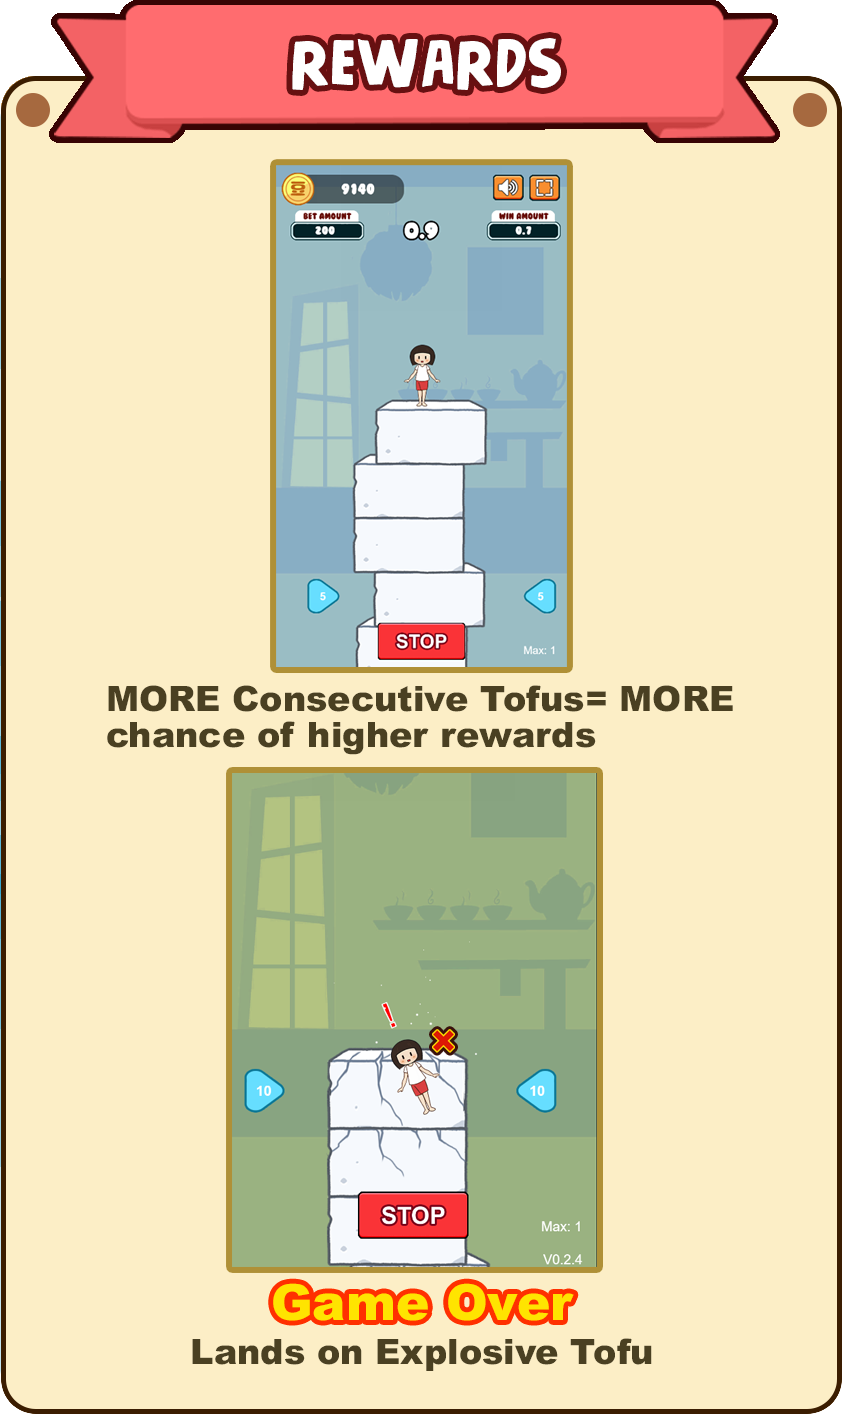 REWARDS
9140
BET AMOUNT
WIN AMOUNT
200
0.9
0.7
5
5
STOP
Max: 1
MORE Consecutive Tofus= MORE
chance of higher rewards
!
10
10
STOP
Max: 1
V0.2.4
Game Over
Lands on Explosive Tofu